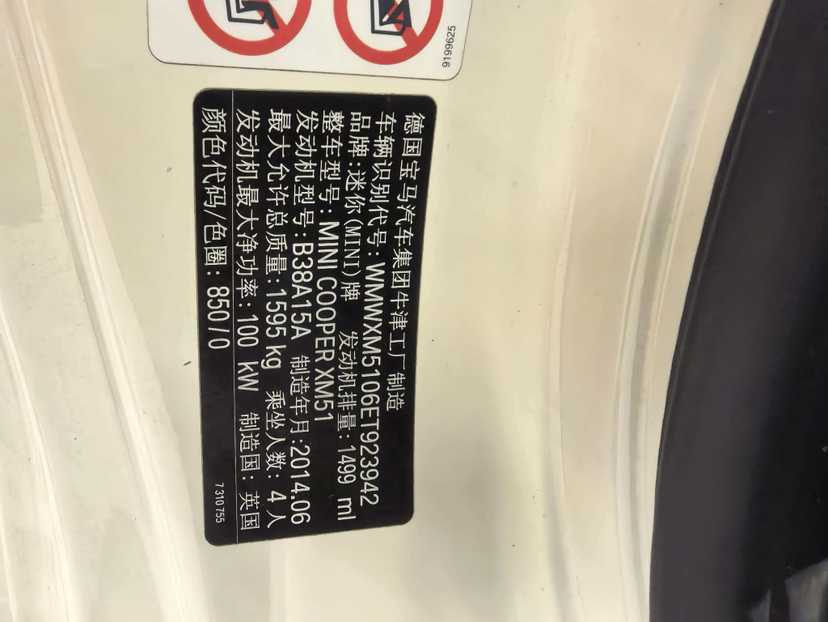 9199625
德国宝马汽车集团牛津工厂制造
车辆识别代号:WMWXM5106ET923942
品牌:迷你(MINI)牌 发动机排量:1499 ml
整车型号:MINI COOPER XM51
发动机型号:B38A15A 制造年月:2014.06
最大允许总质量:1595 kg 乘坐人数:4人
发动机最大净功率:100 kW 制造国:英国
颜色代码/色圈:850/0
7310755